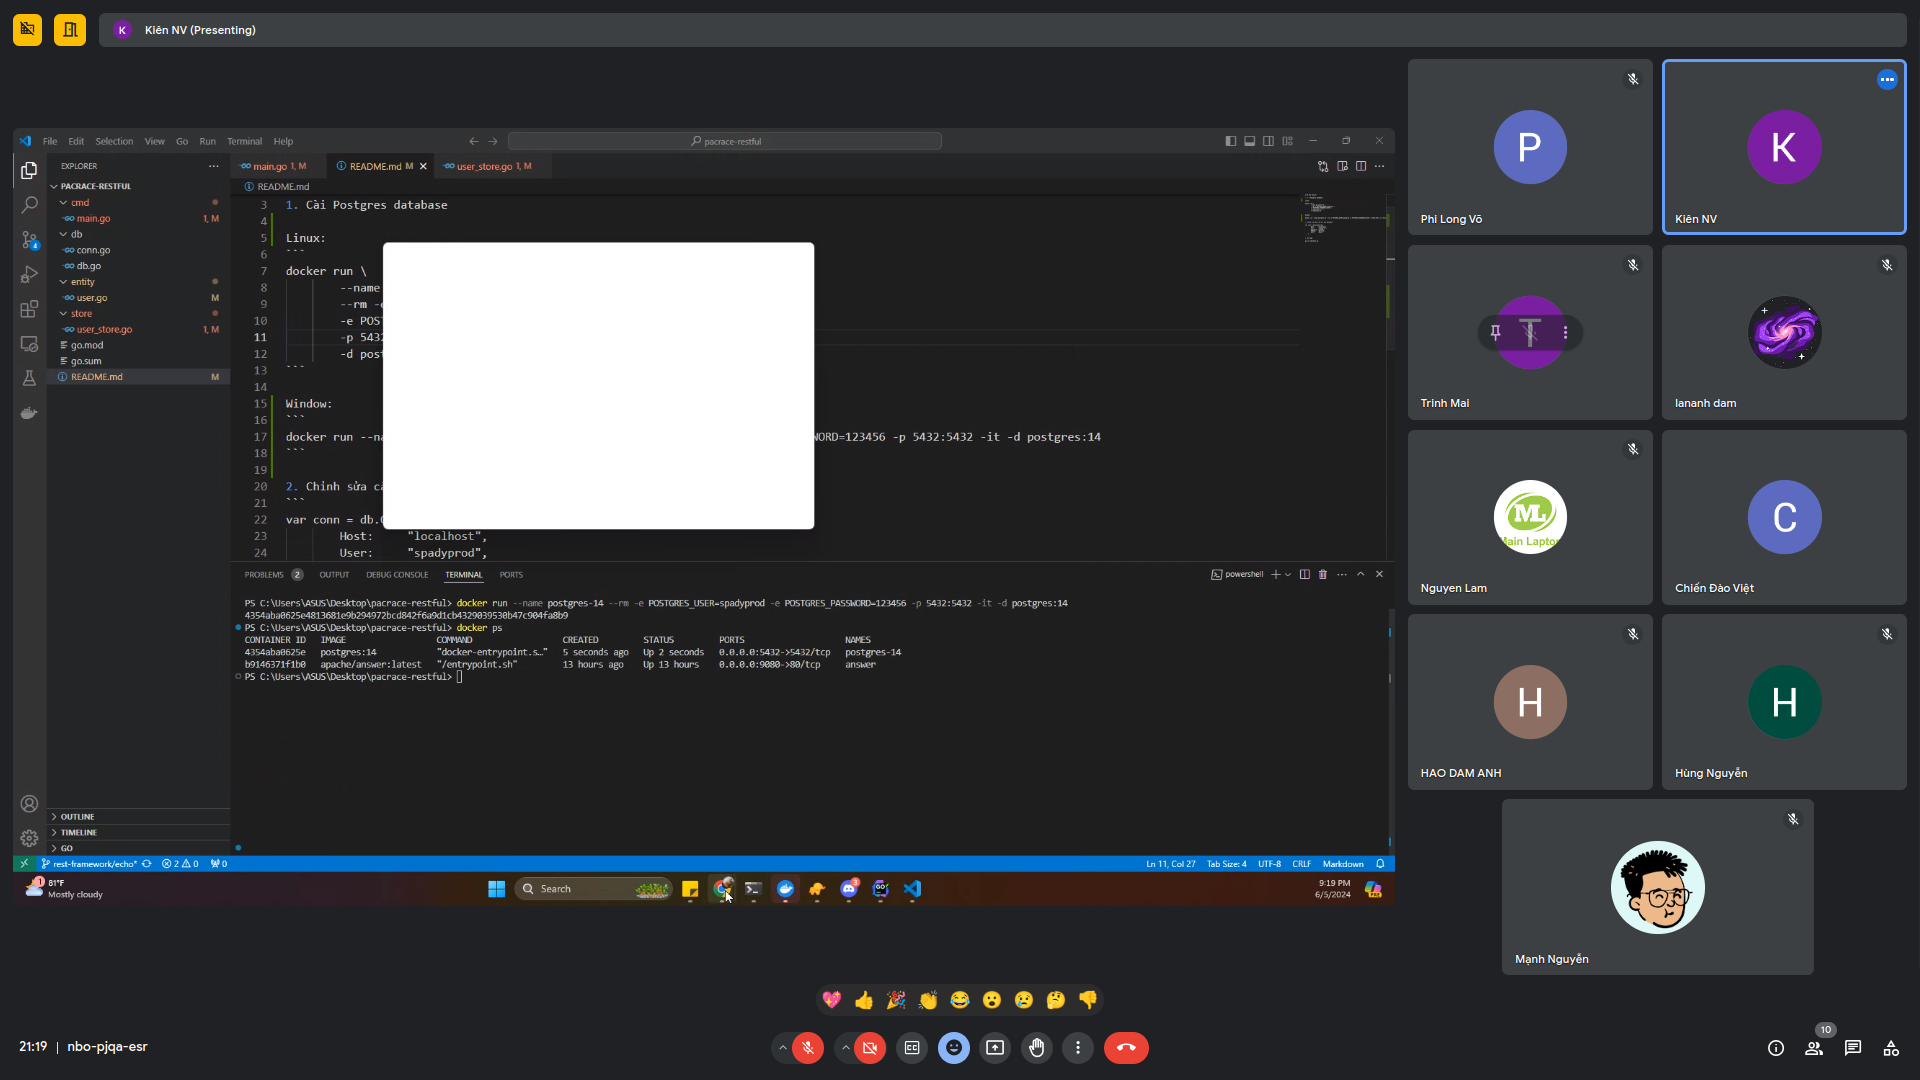 K Kiên NV (Presenting)
File Edit Selection View Go Run Terminal Help
pacrace-restful
EXPLORER
PACRACE-RESTFUL
cmd
main.go 1, M
db
conn.go
db.go
entity
user.go M
store
user_store.go 1, M
go.mod
go.sum
README.md M
OUTLINE
TIMELINE
GO
main.go 1, M README.md M user_store.go 1, M
README.md
3 1. Cài Postgres database
4
5 Linux:
6 ```
7 docker run \
8 --name
9 --rm -e
10 -e POST
11 -p 5432
12 -d post
13 ```
14
15 Window:
16 ```
17 docker run --na WORD=123456 -p 5432:5432 -it -d postgres:14
18 ```
19
20 2. Chỉnh sửa cấ
21 ```
22 var conn = db.C
23 Host: "localhost",
24 User: "spadyprod",
PROBLEMS 2 OUTPUT DEBUG CONSOLE TERMINAL PORTS
powershell
PS C:\Users\ASUS\Desktop\pacrace-restful> docker run --name postgres-14 --rm -e POSTGRES_USER=spadyprod -e POSTGRES_PASSWORD=123456 -p 5432:5432 -it -d postgres:14
4354aba0625e4813681e9b294972bcd842f6a9d1cb4329039530b47c904fa8b9
PS C:\Users\ASUS\Desktop\pacrace-restful> docker ps
CONTAINER ID IMAGE COMMAND CREATED STATUS PORTS NAMES
4354aba0625e postgres:14 "docker-entrypoint.s…" 5 seconds ago Up 2 seconds 0.0.0.0:5432->5432/tcp postgres-14
b9146371f1b0 apache/answer:latest "/entrypoint.sh" 13 hours ago Up 13 hours 0.0.0.0:9080->80/tcp answer
PS C:\Users\ASUS\Desktop\pacrace-restful>
rest-framework/echo* 2 0 0
Ln 11, Col 27 Tab Size: 4 UTF-8 CRLF Markdown
1 81°F
Mostly cloudy
Search
9:19 PM
6/5/2024
P
Phi Long Võ
K
Kiên NV
T
Trinh Mai
lananh dam
ML
Main Laptop
Nguyen Lam
C
Chiến Đào Việt
H
HAO DAM ANH
H
Hùng Nguyễn
Mạnh Nguyễn
21:19 | nbo-pjqa-esr
10